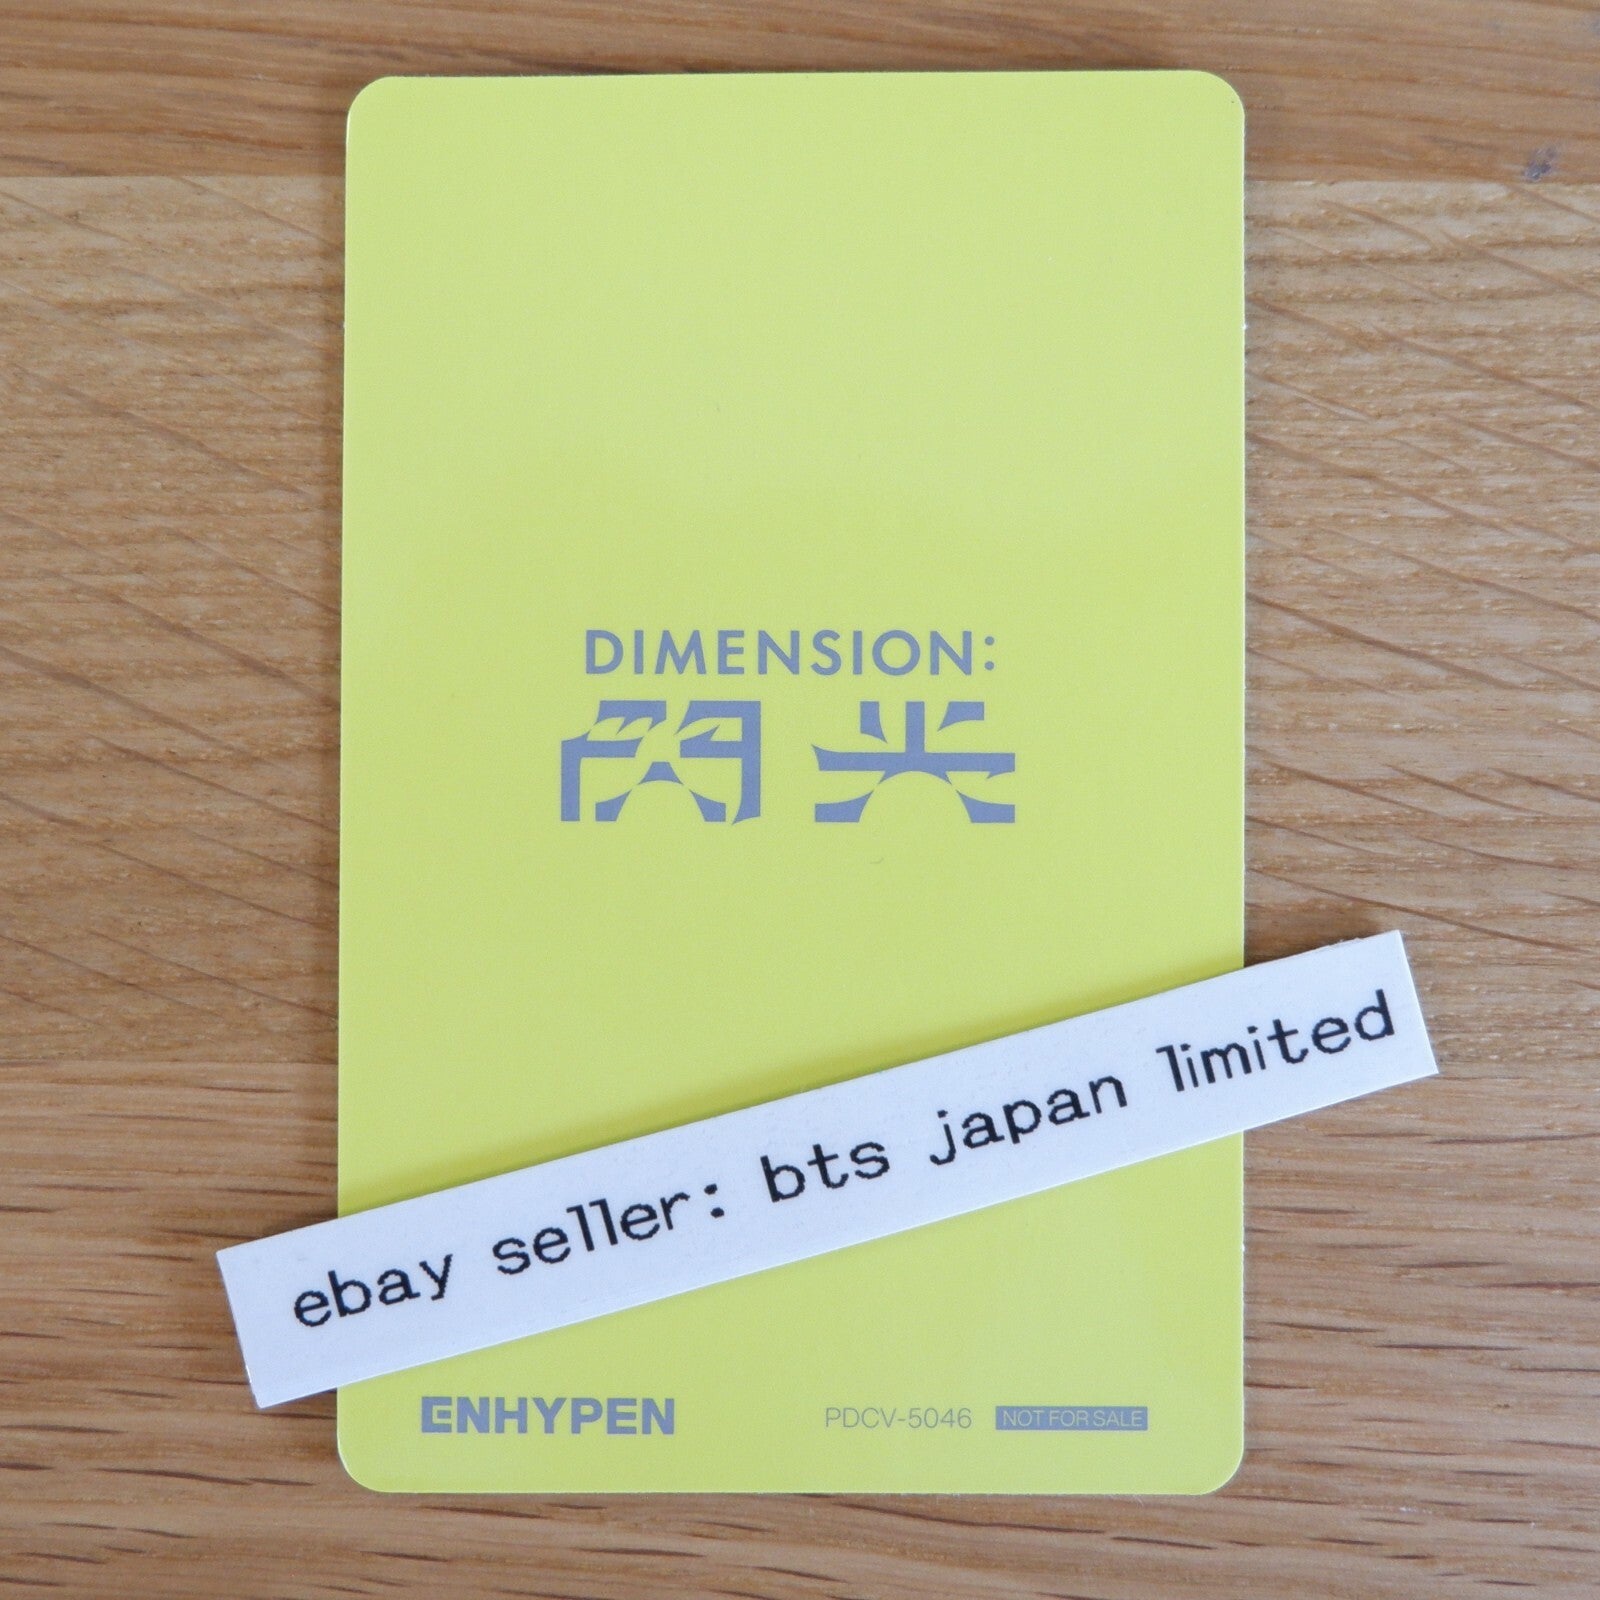 DIMENSION:
閃光
ebay seller: bts japan limited
ENHYPEN
PDCV-5046 NOT FOR SALE